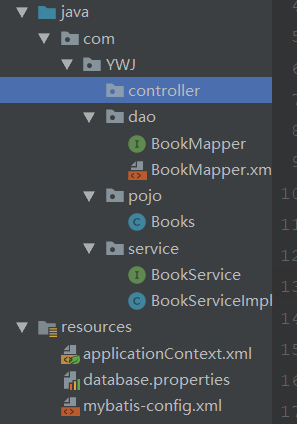 java
com
YWJ
controller
dao
BookMapper
BookMapper.xm
pojo
Books
service
BookService
BookServiceImpl
resources
applicationContext.xml
database.properties
mybatis-config.xml
5
6
7
8
9
10
11
12
13
14
15
16
17